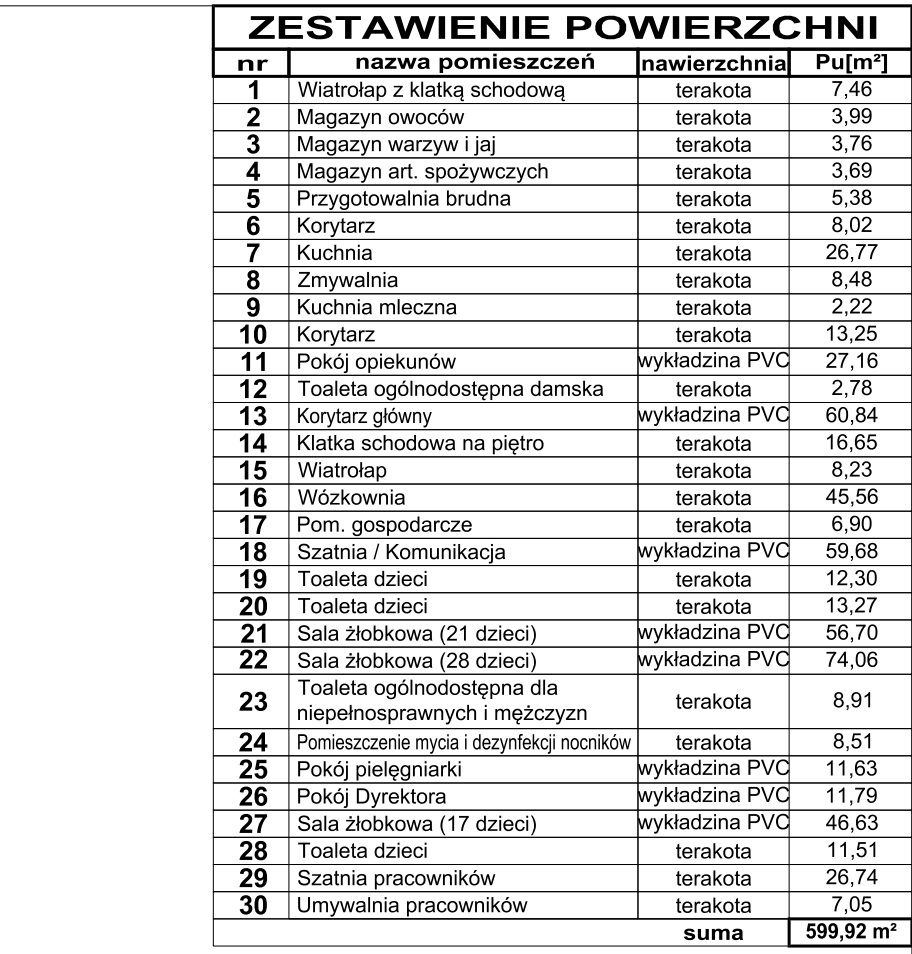 ZESTAWIENIE POWIERZCHNI
nr nazwa pomieszczeń nawierzchnia Pu[m²]
1 Wiatrołap z klatką schodową terakota 7,46
2 Magazyn owoców terakota 3,99
3 Magazyn warzyw i jaj terakota 3,76
4 Magazyn art. spożywczych terakota 3,69
5 Przygotowalnia brudna terakota 5,38
6 Korytarz terakota 8,02
7 Kuchnia terakota 26,77
8 Zmywalnia terakota 8,48
9 Kuchnia mleczna terakota 2,22
10 Korytarz terakota 13,25
11 Pokój opiekunów wykładzina PVC 27,16
12 Toaleta ogólnodostępna damska terakota 2,78
13 Korytarz główny wykładzina PVC 60,84
14 Klatka schodowa na piętro terakota 16,65
15 Wiatrołap terakota 8,23
16 Wózkownia terakota 45,56
17 Pom. gospodarcze terakota 6,90
18 Szatnia / Komunikacja wykładzina PVC 59,68
19 Toaleta dzieci terakota 12,30
20 Toaleta dzieci terakota 13,27
21 Sala żłobkowa (21 dzieci) wykładzina PVC 56,70
22 Sala żłobkowa (28 dzieci) wykładzina PVC 74,06
23 Toaleta ogólnodostępna dla
niepełnosprawnych i mężczyzn terakota 8,91
24 Pomieszczenie mycia i dezynfekcji nocników terakota 8,51
25 Pokój pielęgniarki wykładzina PVC 11,63
26 Pokój Dyrektora wykładzina PVC 11,79
27 Sala żłobkowa (17 dzieci) wykładzina PVC 46,63
28 Toaleta dzieci terakota 11,51
29 Szatnia pracowników terakota 26,74
30 Umywalnia pracowników terakota 7,05
suma 599,92 m²